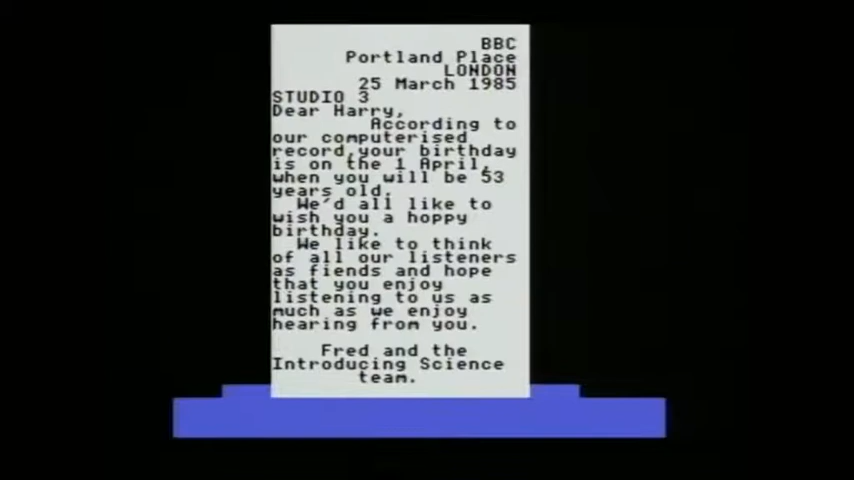 BBC
Portland Place
LONDON
25 March 1985
STUDIO 3
Dear Harry,
According to
our computerised
record,your birthday
is on the 1 April,
when you will be 53
years old.
We'd all like to
wish you a hoppy
birthday.
We like to think
of all our listeners
as fiends and hope
that you enjoy
listening to us as
much as we enjoy
hearing from you.
Fred and the
Introducing Science
team.